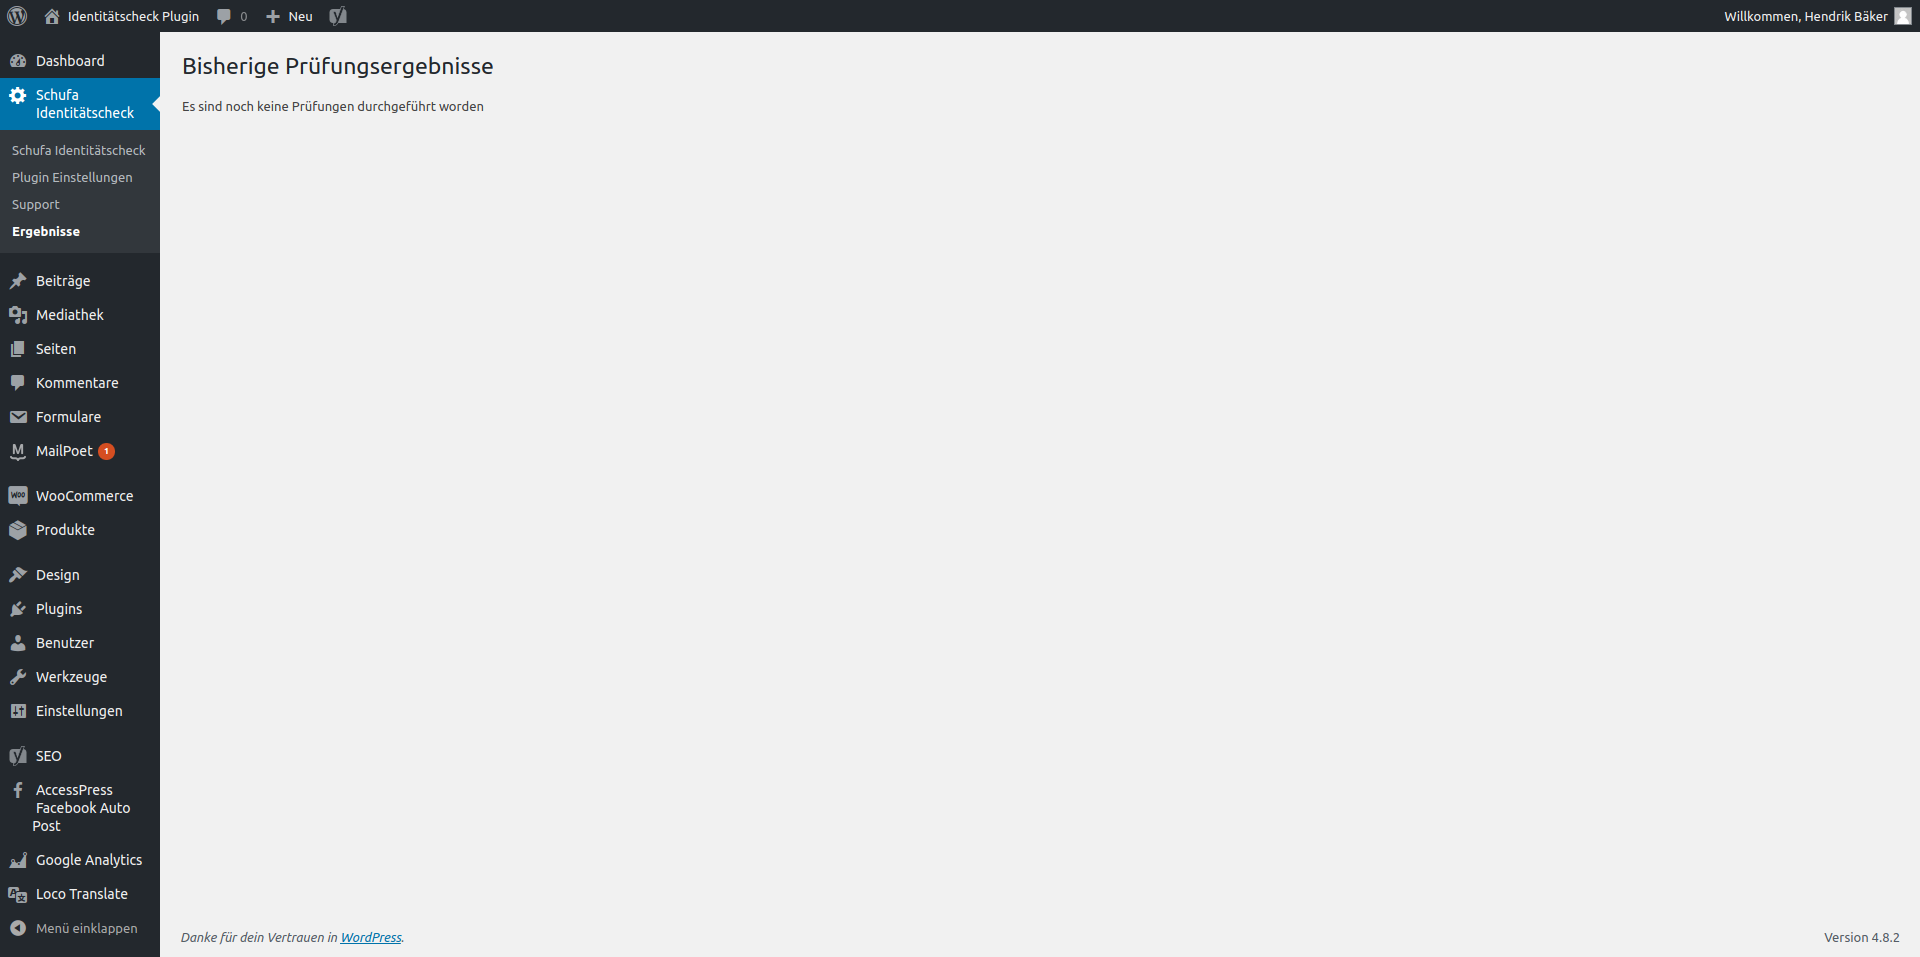 Identitätscheck Plugin
0
Neu
Willkommen, Hendrik Bäker
Dashboard
Schufa
Identitätscheck
Schufa Identitätscheck
Plugin Einstellungen
Support
Ergebnisse
Beiträge
Mediathek
Seiten
Kommentare
Formulare
MailPoet 1
WooCommerce
Produkte
Design
Plugins
Benutzer
Werkzeuge
Einstellungen
SEO
AccessPress
Facebook Auto
Post
Google Analytics
Loco Translate
Menü einklappen
Bisherige Prüfungsergebnisse
Es sind noch keine Prüfungen durchgeführt worden
Danke für dein Vertrauen in WordPress.
Version 4.8.2